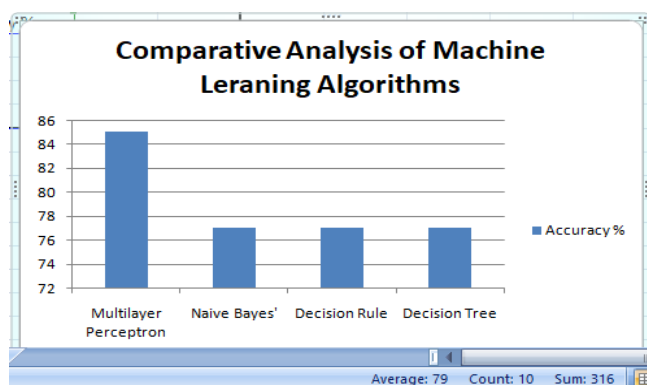 Comparative Analysis of Machine
Leraning Algorithms
86
84
82
80
78
76
74
72
Multilayer
Perceptron
Naive Bayes'
Decision Rule
Decision Tree
Accuracy %
Average: 79 Count: 10 Sum: 316